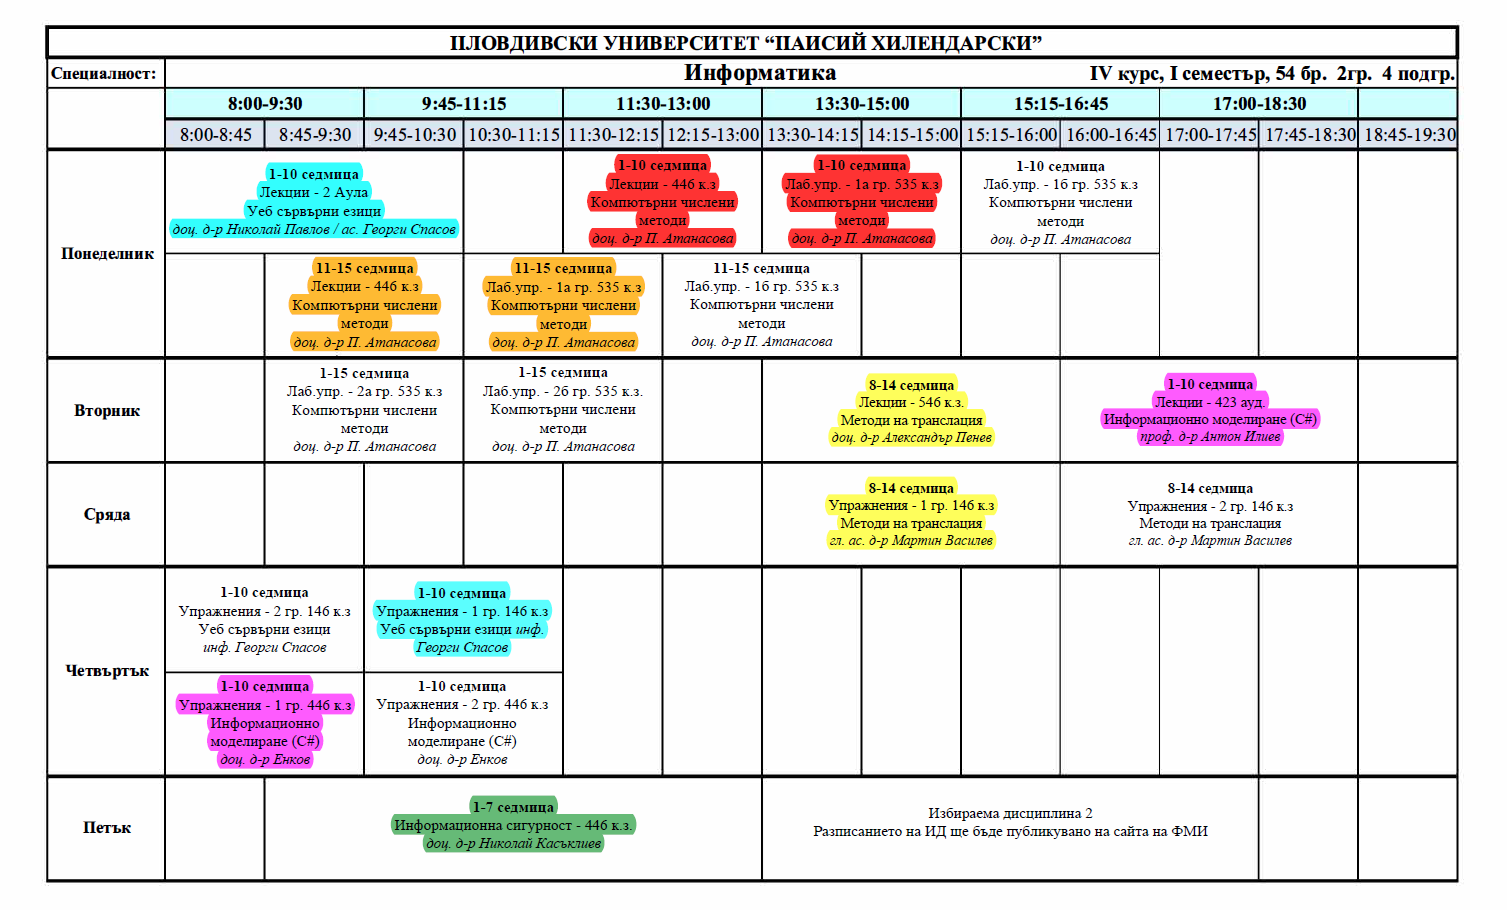 ПЛОВДИВСКИ УНИВЕРСИТЕТ “ПАИСИЙ ХИЛЕНДАРСКИ”
Специалност:
Информатика
IV курс, I семестър, 54 бр. 2гр. 4 подгр.
8:00-9:30
9:45-11:15
11:30-13:00
13:30-15:00
15:15-16:45
17:00-18:30
8:00-8:45
8:45-9:30
9:45-10:30
10:30-11:15
11:30-12:15
12:15-13:00
13:30-14:15
14:15-15:00
15:15-16:00
16:00-16:45
17:00-17:45
17:45-18:30
18:45-19:30
Понеделник
1-10 седмица
Лекции - 2 Аула
Уеб сървърни езици
доц. д-р Николай Павлов / ас. Георги Спасов
1-10 седмица
Лекции - 446 к.з
Компютърни числени
методи
доц. д-р П. Атанасова
1-10 седмица
Лаб.упр. - 1а гр. 535 к.з
Компютърни числени
методи
доц. д-р П. Атанасова
1-10 седмица
Лаб.упр. - 1б гр. 535 к.з
Компютърни числени
методи
доц. д-р П. Атанасова
11-15 седмица
Лекции - 446 к.з
Компютърни числени
методи
доц. д-р П. Атанасова
11-15 седмица
Лаб.упр. - 1а гр. 535 к.з
Компютърни числени
методи
доц. д-р П. Атанасова
11-15 седмица
Лаб.упр. - 1б гр. 535 к.з
Компютърни числени
методи
доц. д-р П. Атанасова
Вторник
1-15 седмица
Лаб.упр. - 2а гр. 535 к.з
Компютърни числени
методи
доц. д-р П. Атанасова
1-15 седмица
Лаб.упр. - 2б гр. 535 к.з.
Компютърни числени
методи
доц. д-р П. Атанасова
8-14 седмица
Лекции - 546 к.з.
Методи на транслация
доц. д-р Александър Пенев
1-10 седмица
Лекции - 423 ауд.
Информационно моделиране (C#)
проф. д-р Антон Илиев
Сряда
8-14 седмица
Упражнения - 1 гр. 146 к.з
Методи на транслация
гл. ас. д-р Мартин Василев
8-14 седмица
Упражнения - 2 гр. 146 к.з
Методи на транслация
гл. ас. д-р Мартин Василев
Четвъртък
1-10 седмица
Упражнения - 2 гр. 146 к.з
Уеб сървърни езици
инф. Георги Спасов
1-10 седмица
Упражнения - 1 гр. 146 к.з
Уеб сървърни езици инф.
Георги Спасов
1-10 седмица
Упражнения - 1 гр. 446 к.з
Информационно
моделиране (C#)
доц. д-р Енков
1-10 седмица
Упражнения - 2 гр. 446 к.з
Информационно
моделиране (C#)
доц. д-р Енков
Петък
1-7 седмица
Информационна сигурност - 446 к.з.
доц. д-р Николай Касъклиев
Избираема дисциплина 2
Разписанието на ИД ще бъде публикувано на сайта на ФМИ